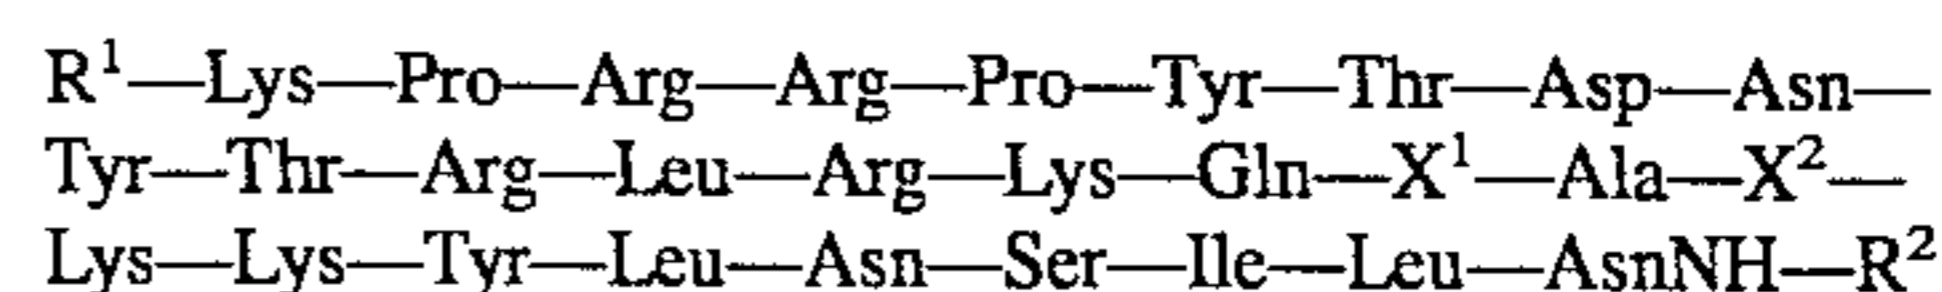 R¹—Lys—Pro—Arg—Arg—Pro—Tyr—Thr—Asp—Asn—
Tyr—Thr—Arg—Leu—Arg—Lys—Gln—X¹—Ala—X²—
Lys—Lys—Tyr—Leu—Asn—Ser—Ile—Leu—AsnNH—R²